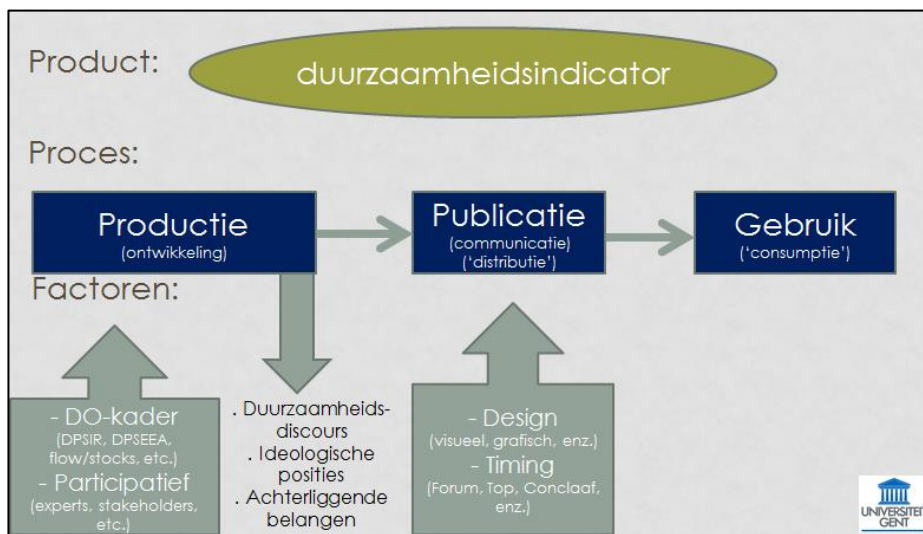 Product:
duurzaamheidsindicator
Proces:
Productie
(ontwikkeling)
Publicatie
(communicatie)
('distributie')
Gebruik
('consumptie')
Factoren:
- DO-kader
(DPSIR, DPSEEA,
flow/stocks, etc.)
- Participatief
(experts, stakeholders,
etc.)
. Duurzaamheids-
discours
. Ideologische
posities
. Achterliggende
belangen
- Design
(visueel, grafisch, enz.)
- Timing
(Forum, Top, Conclaaf,
enz.)
UNIVERSITEIT
GENT